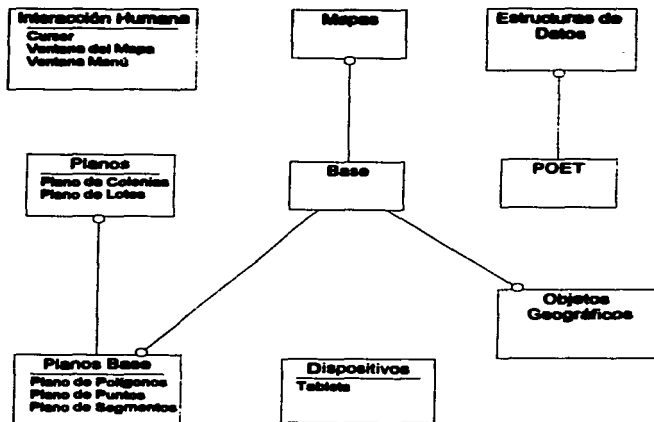 Interacción Humana
Cursor
Ventana del Mapa
Ventana Menú
Mapas
Estructuras de
Datos
Planos
Plano de Colonias
Plano de Lotes
Base
POET
Objetos
Geográficos
Planos Base
Plano de Polígonos
Plano de Puntos
Plano de Segmentos
Dispositivos
Tableta